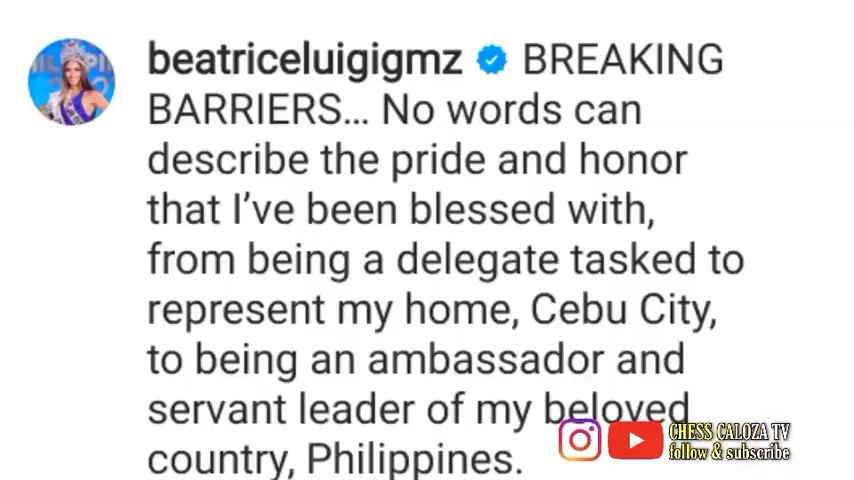 beatriceluigigmz BREAKING
BARRIERS... No words can
describe the pride and honor
that I've been blessed with,
from being a delegate tasked to
represent my home, Cebu City,
to being an ambassador and
servant leader of my beloved
country, Philippines.
CHESS CALOZA TV
follow & subscribe